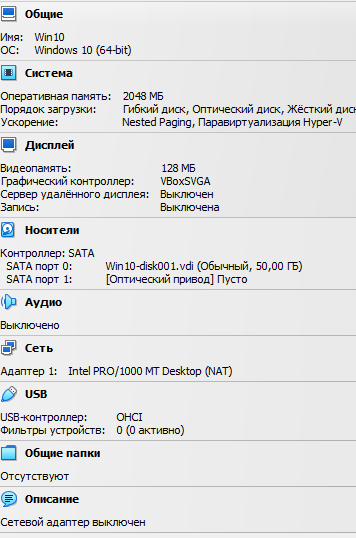 Общие
Имя: Win10
ОС: Windows 10 (64-bit)
Система
Оперативная память: 2048 МБ
Порядок загрузки: Гибкий диск, Оптический диск, Жёсткий дис
Ускорение: Nested Paging, Паравиртуализация Hyper-V
Дисплей
Видеопамять: 128 МБ
Графический контроллер: VBoxSVGA
Сервер удалённого дисплея: Выключен
Запись: Выключена
Носители
Контроллер: SATA
SATA порт 0: Win10-disk001.vdi (Обычный, 50,00 ГБ)
SATA порт 1: [Оптический привод] Пусто
Аудио
Выключено
Сеть
Адаптер 1: Intel PRO/1000 MT Desktop (NAT)
USB
USB-контроллер: OHCI
Фильтры устройств: 0 (0 активно)
Общие папки
Отсутствуют
Описание
Сетевой адаптер выключен